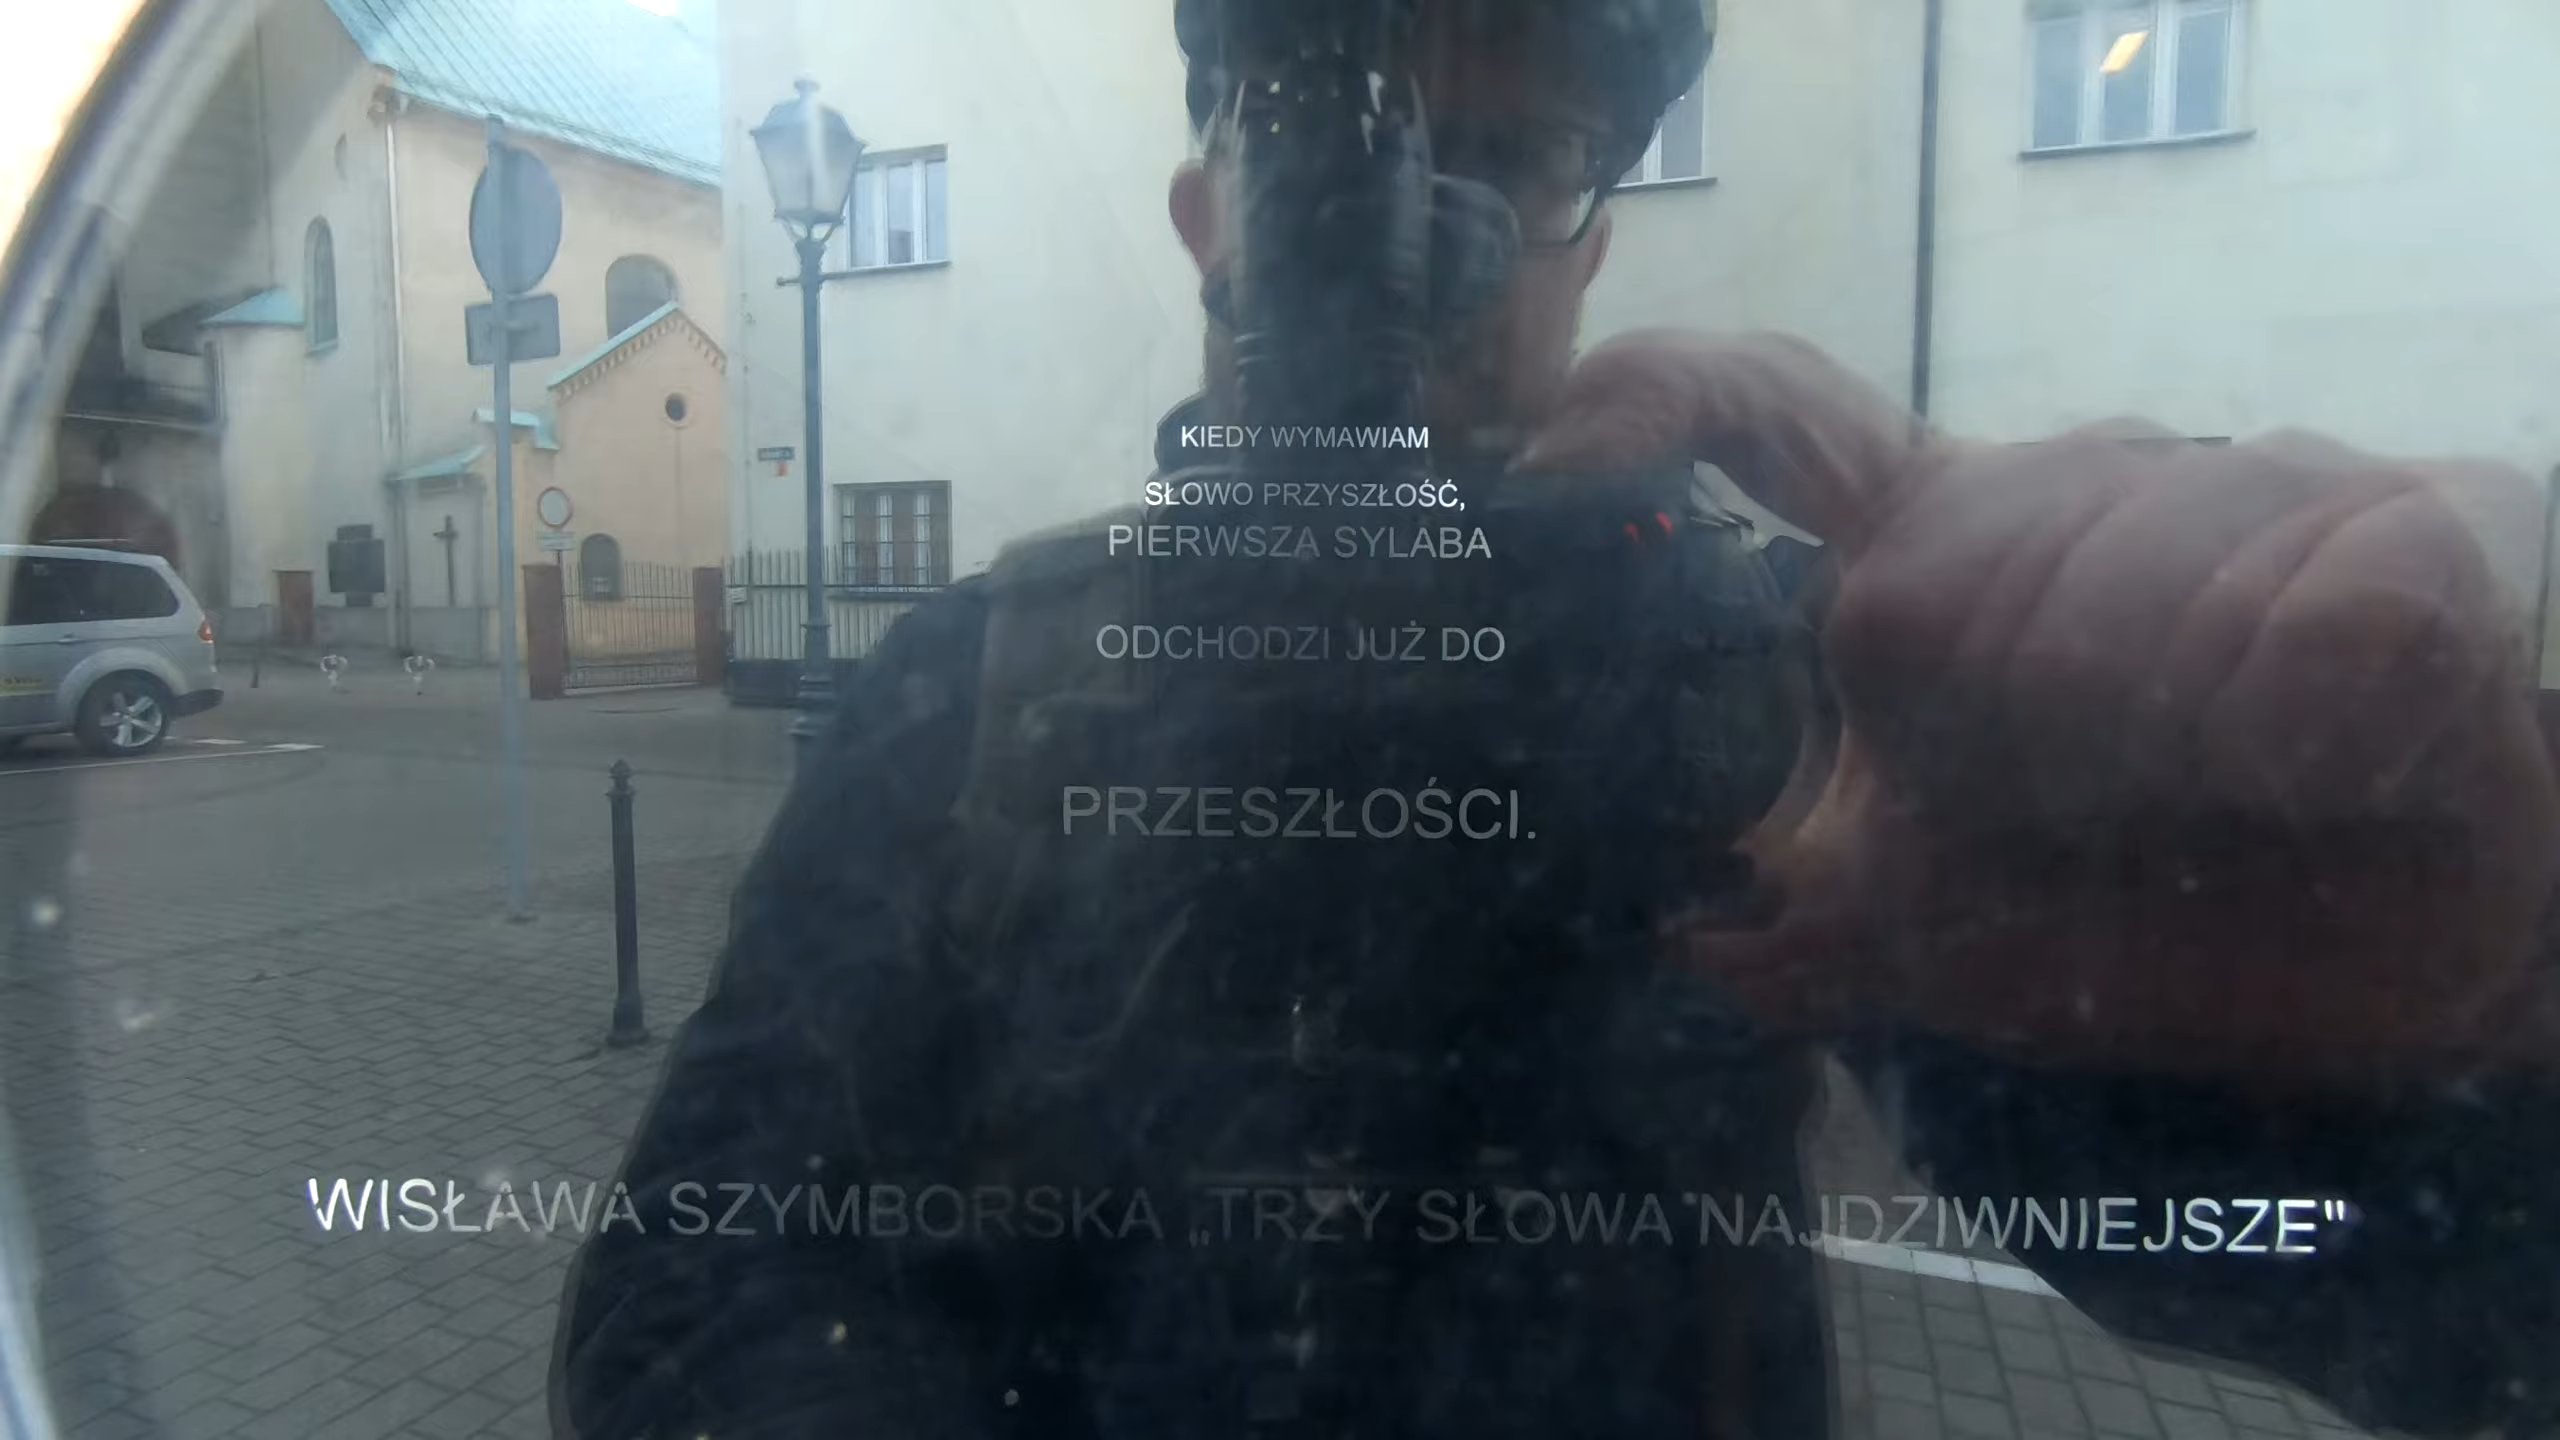 KIEDY WYMAWIAM
SŁOWO PRZYSZŁOŚĆ,
PIERWSZA SYLABA
ODCHODZI JUŻ DO
PRZESZŁOŚCI.
WISŁAWA SZYMBORSKA „TRZY SŁOWA NAJDZIWNIEJSZE"